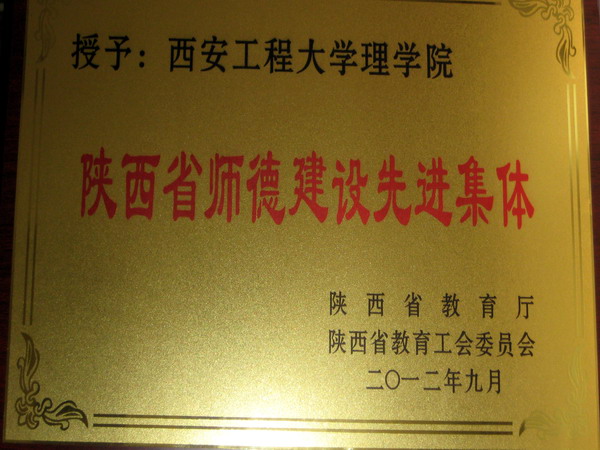 授予：西安工程大学理学院
陕西省师德建设先进集体
陕西省教育厅
陕西省教育工会委员会
二〇一二年九月